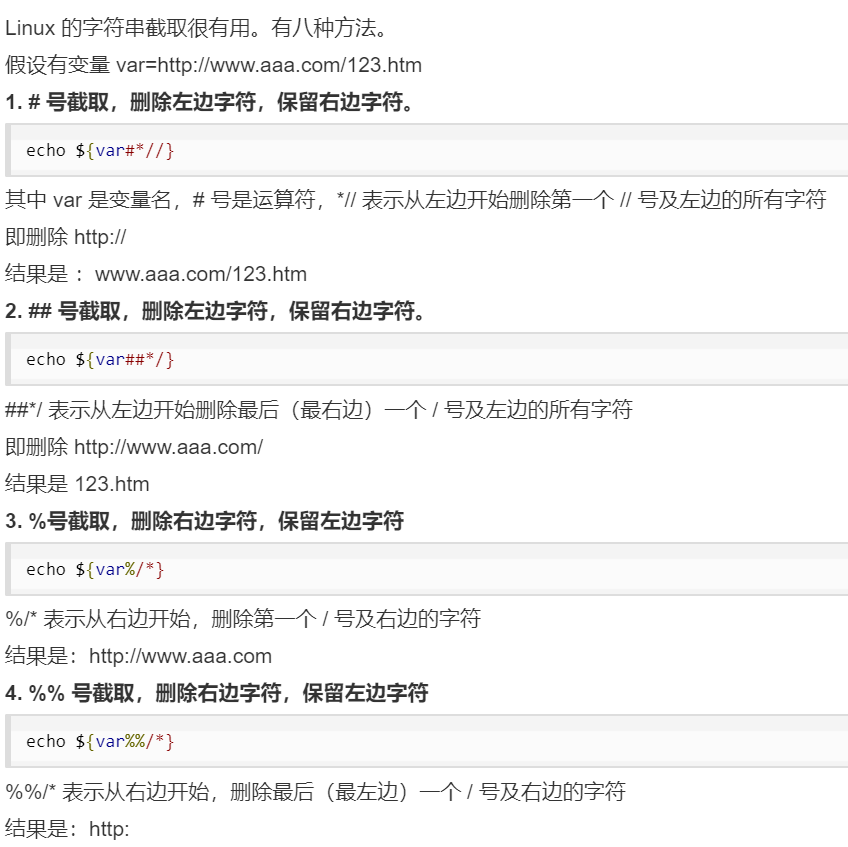 Linux 的字符串截取很有用。有八种方法。
假设有变量 var=http://www.aaa.com/123.htm
1. # 号截取，删除左边字符，保留右边字符。
echo ${var#*//}
其中 var 是变量名，# 号是运算符，*// 表示从左边开始删除第一个 // 号及左边的所有字符
即删除 http://
结果是 ：www.aaa.com/123.htm
2. ## 号截取，删除左边字符，保留右边字符。
echo ${var##*/}
##*/ 表示从左边开始删除最后（最右边）一个 / 号及左边的所有字符
即删除 http://www.aaa.com/
结果是 123.htm
3. %号截取，删除右边字符，保留左边字符
echo ${var%/*}
%/* 表示从右边开始，删除第一个 / 号及右边的字符
结果是：http://www.aaa.com
4. %% 号截取，删除右边字符，保留左边字符
echo ${var%%/*}
%%/* 表示从右边开始，删除最后（最左边）一个 / 号及右边的字符
结果是：http: